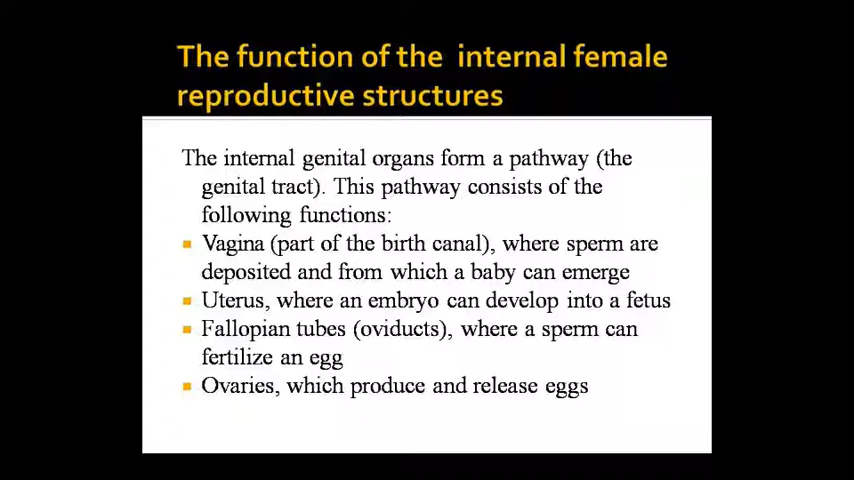 The function of the internal female
reproductive structures
The internal genital organs form a pathway (the
genital tract). This pathway consists of the
following functions:
Vagina (part of the birth canal), where sperm are
deposited and from which a baby can emerge
Uterus, where an embryo can develop into a fetus
Fallopian tubes (oviducts), where a sperm can
fertilize an egg
Ovaries, which produce and release eggs